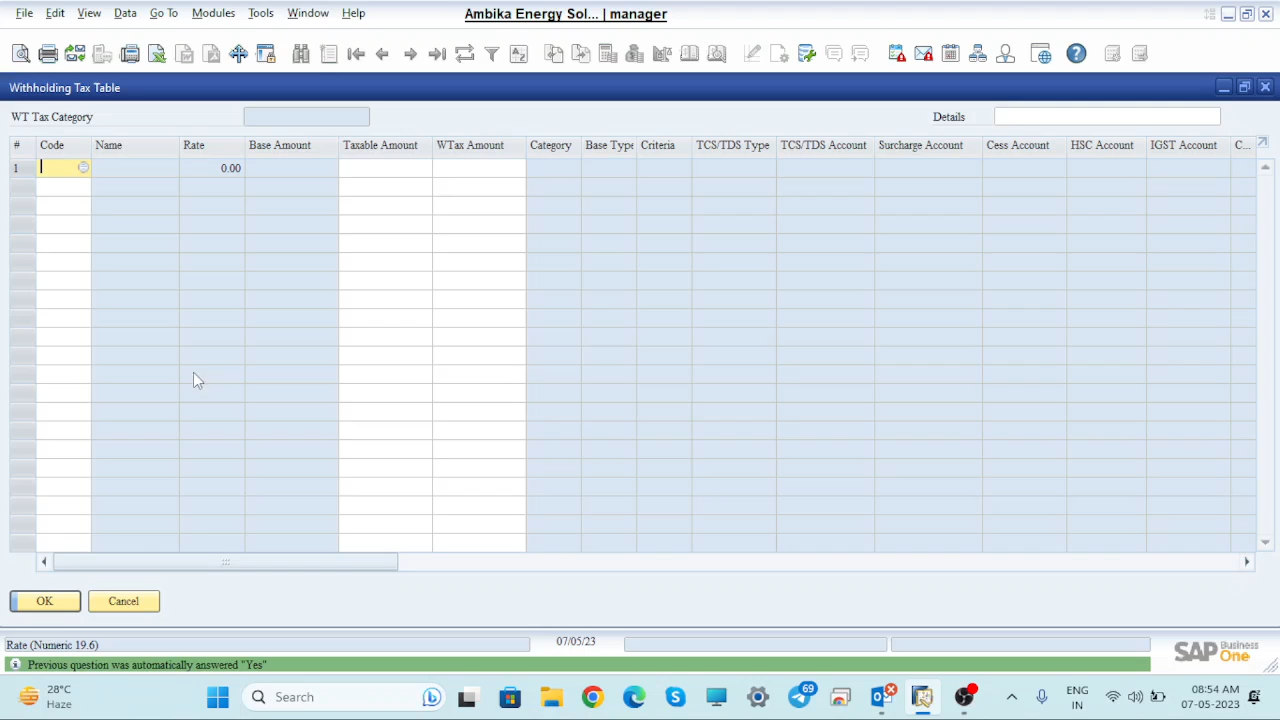 File Edit View Data Go To Modules Tools Window Help Ambika Energy Sol... | manager
Withholding Tax Table
WT Tax Category Details
# Code Name Rate Base Amount Taxable Amount WTax Amount Category Base Type Criteria TCS/TDS Type TCS/TDS Account Surcharge Account Cess Account HSC Account IGST Account C...
1 0.00
OK Cancel
Rate (Numeric 19.6) 07/05/23
SAP Business One
Previous question was automatically answered "Yes"
28°C
Haze
Search
69
ENG
IN
08:54 AM
07-05-2023